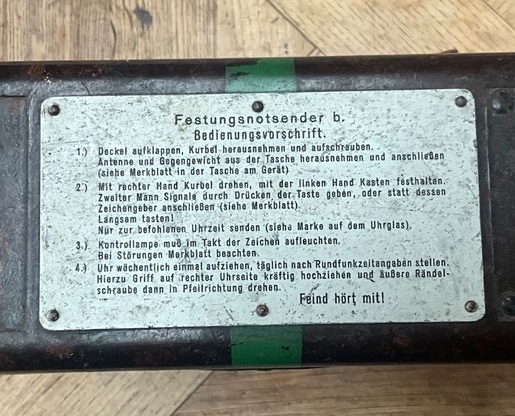 Festungsnotsender b.
Bedienungsvorschrift.
1.) Deckel aufklappen, Kurbel herausnehmen und aufschrauben.
Antenne und Gegengewicht aus der Tasche herausnehmen und anschließen
(siehe Merkblatt in der Tasche am Gerät)
2.) Mit rechter Hand Kurbel drehen, mit der linken Hand Kasten festhalten.
Zweiter Mann Signale durch Drücken der Taste geben, oder statt dessen
Zeichengeber anschließen (siehe Merkblatt).
Langsam tasten!
Nur zur befohlenen Uhrzeit senden (siehe Marke auf dem Uhrglas).
3.) Kontrollampe muß im Takt der Zeichen aufleuchten.
Bei Störungen Merkblatt beachten.
4.) Uhr wöchentlich einmal aufziehen, täglich nach Rundfunkzeitangaben stellen.
Hierzu Griff auf rechter Uhrseite kräftig hochziehen und äußere Rändel-
schraube dann in Pfeilrichtung drehen.
Feind hört mit!